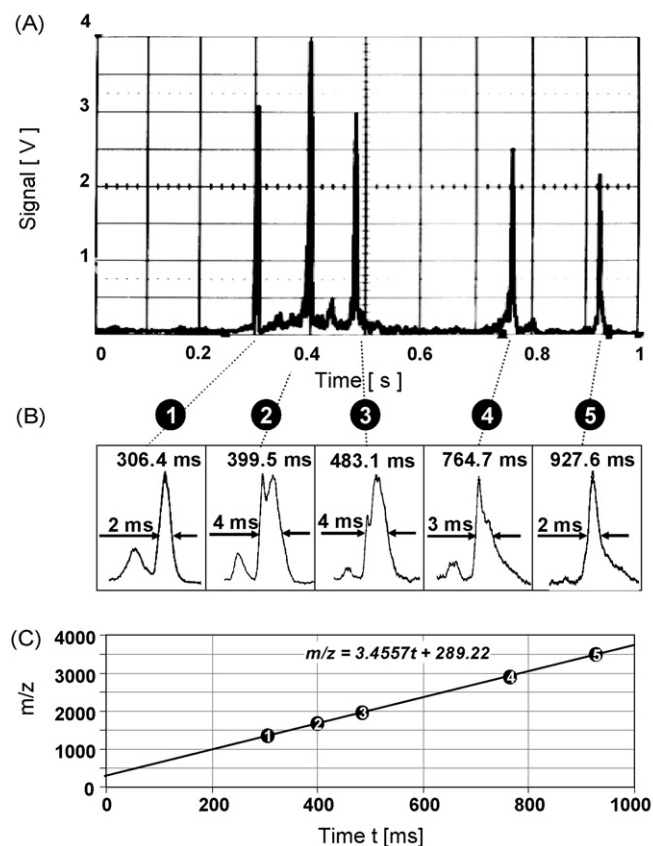 (A)
4
3
2
1
Signal [ V ]
0 0.2 0.4 0.6 0.8 1
Time [ s ]
(B)
1 2 3 4 5
306.4 ms 399.5 ms 483.1 ms 764.7 ms 927.6 ms
2 ms 4 ms 4 ms 3 ms 2 ms
(C)
4000
m/z = 3.4557t + 289.22
3000
2000
1000
0
m/z
1 2 3 4 5
0 200 400 600 800 1000
Time t [ms]